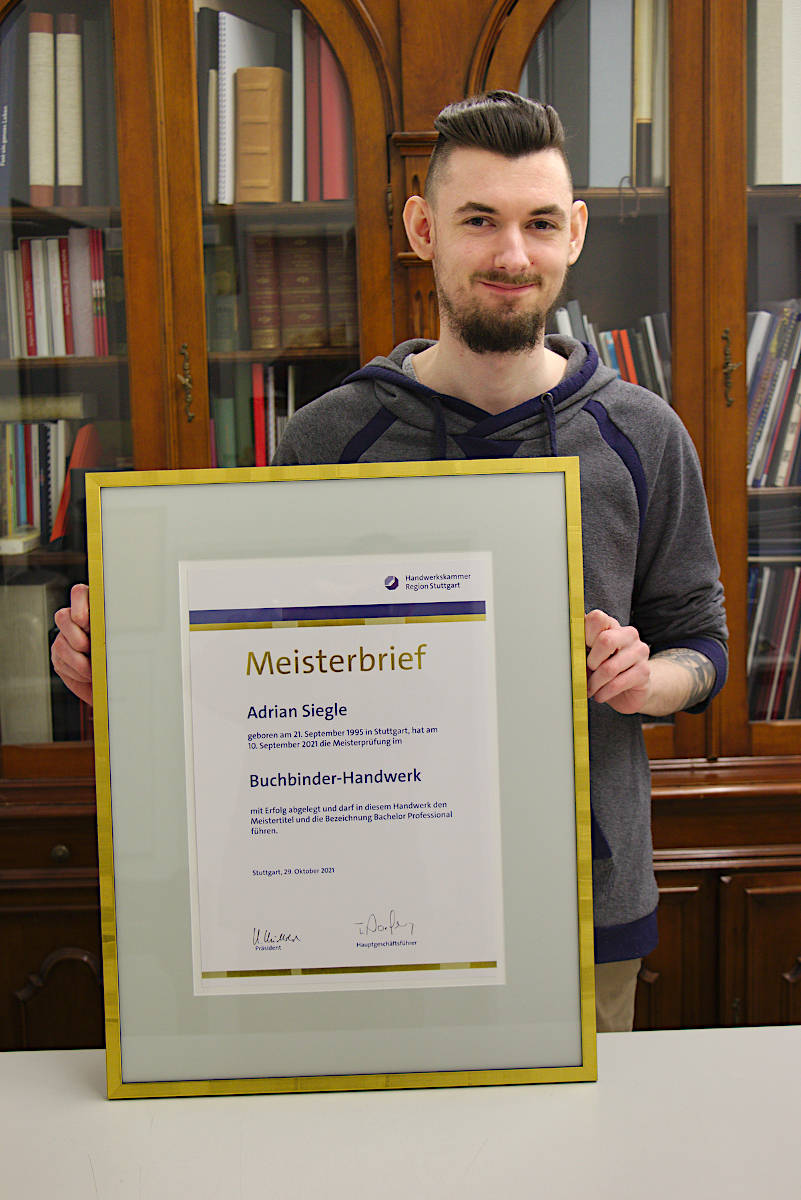 Handwerkskammer
Region Stuttgart
Meisterbrief
Adrian Siegle
geboren am 21. September 1995 in Stuttgart, hat am
10. September 2021 die Meisterprüfung im
Buchbinder-Handwerk
mit Erfolg abgelegt und darf in diesem Handwerk den
Meistertitel und die Bezeichnung Bachelor Professional
führen.
Stuttgart, 29. Oktober 2021
Präsident
Hauptgeschäftsführer